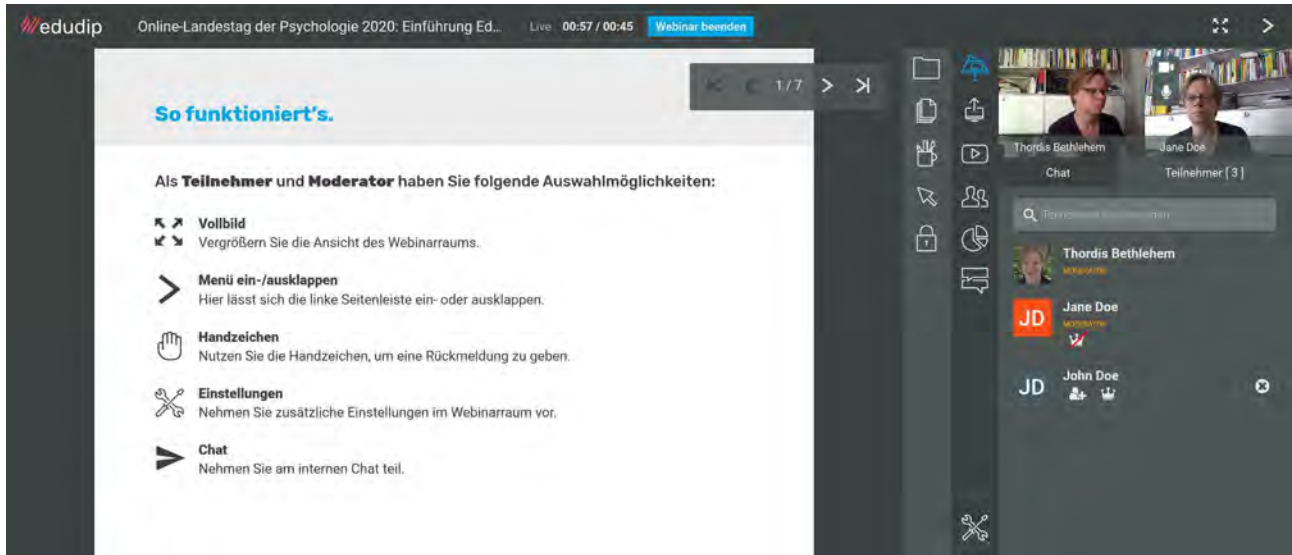 edudip
Online-Landestag der Psychologie 2020: Einführung Ed...
Live 00:57 / 00:45
Webinar beenden
1 / 7
So funktioniert's.
Als Teilnehmer und Moderator haben Sie folgende Auswahlmöglichkeiten:
Vollbild
Vergrößern Sie die Ansicht des Webinarraums.
Menü ein-/ausklappen
Hier lässt sich die linke Seitenleiste ein- oder ausklappen.
Handzeichen
Nutzen Sie die Handzeichen, um eine Rückmeldung zu geben.
Einstellungen
Nehmen Sie zusätzliche Einstellungen im Webinarraum vor.
Chat
Nehmen Sie am internen Chat teil.
Thordis Bethlehem
Jane Doe
Chat
Teilnehmer [ 3 ]
Thordis Bethlehem
JD
Jane Doe
JD
John Doe